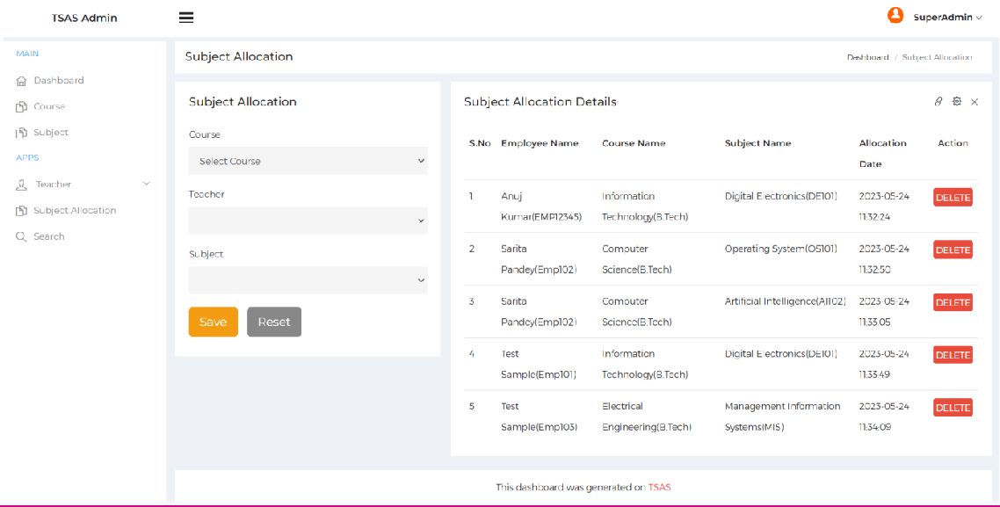 TSAS Admin
SuperAdmin
MAIN
Dashboard
Course
Subject
APPS
Teacher
Subject Allocation
Search
Subject Allocation
Dashboard / Subject Allocation
Subject Allocation
Course
Select Course
Teacher
Subject
Save Reset
Subject Allocation Details
S.No Employee Name Course Name Subject Name Allocation Action
Date
1 Anuj Information Digital Electronics(DE101) 2023-05-24 DELETE
Kumar(EMP12345) Technology(B.Tech) 11:32:24
2 Sarita Computer Operating System(OS101) 2023-05-24 DELETE
Pandey(Emp102) Science(B.Tech) 11:32:50
3 Sarita Computer Artificial Intelligence(AI102) 2023-05-24 DELETE
Pandey(Emp102) Science(B.Tech) 11:33:05
4 Test Information Digital Electronics(DE101) 2023-05-24 DELETE
Sample(Emp101) Technology(B.Tech) 11:33:49
5 Test Electrical Management Information 2023-05-24 DELETE
Sample(Emp103) Engineering(B.Tech) Systems(MIS) 11:34:09
This dashboard was generated on TSAS